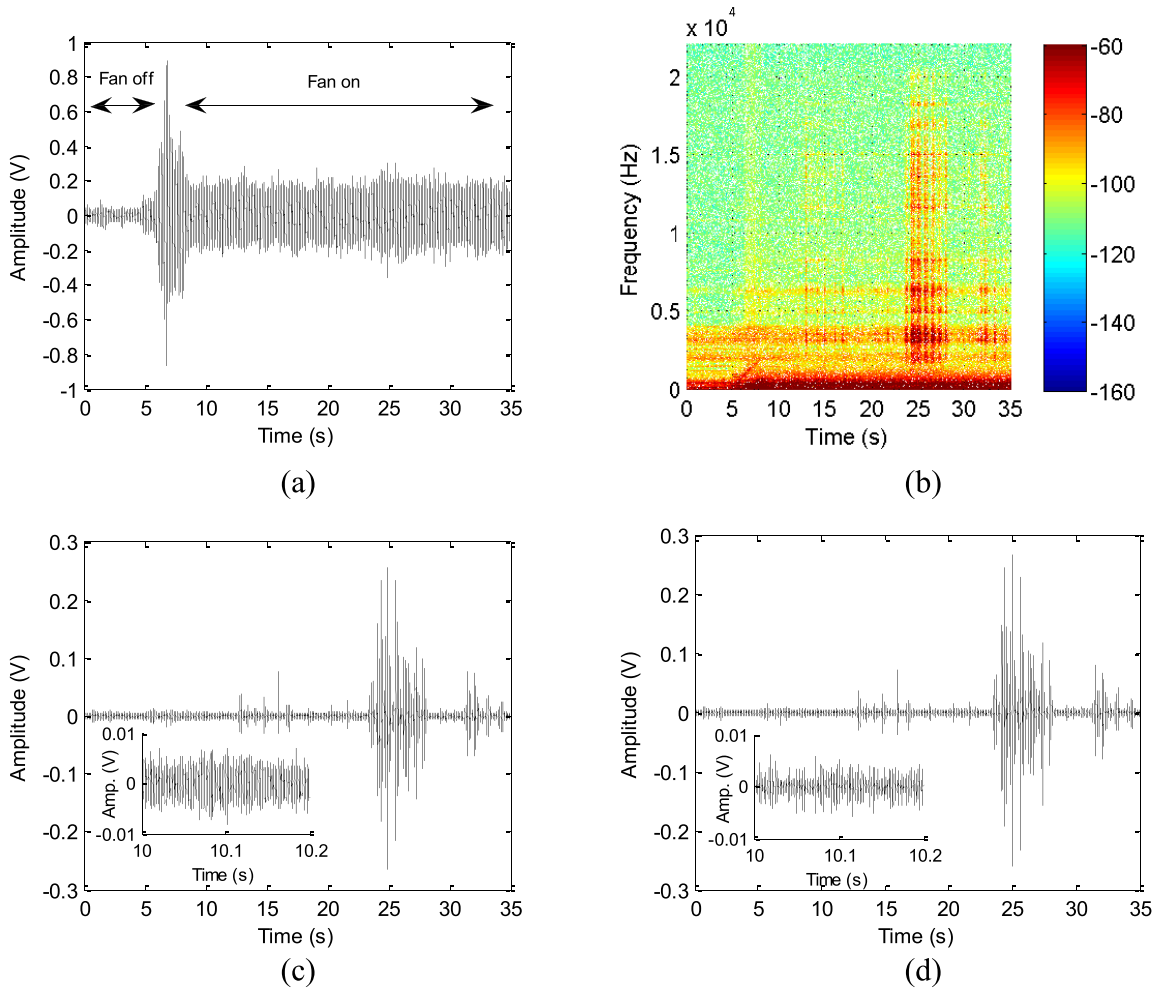 1
0.8
0.6
0.4
0.2
0
-0.2
-0.4
-0.6
-0.8
-1
Amplitude (V)
Fan off
Fan on
0 5 10 15 20 25 30 35
Time (s)
(a)
x 10⁴
2
1.5
1
0.5
0
Frequency (Hz)
0 5 10 15 20 25 30 35
Time (s)
-60
-80
-100
-120
-140
-160
(b)
0.3
0.2
0.1
0
-0.1
-0.2
-0.3
Amplitude (V)
0.01
0
-0.01
Amp. (V)
10 10.1 10.2
Time (s)
0 5 10 15 20 25 30 35
Time (s)
(c)
0.3
0.2
0.1
0
-0.1
-0.2
-0.3
Amplitude (V)
0.01
0
-0.01
Amp. (V)
10 10.1 10.2
Time (s)
0 5 10 15 20 25 30 35
Time (s)
(d)